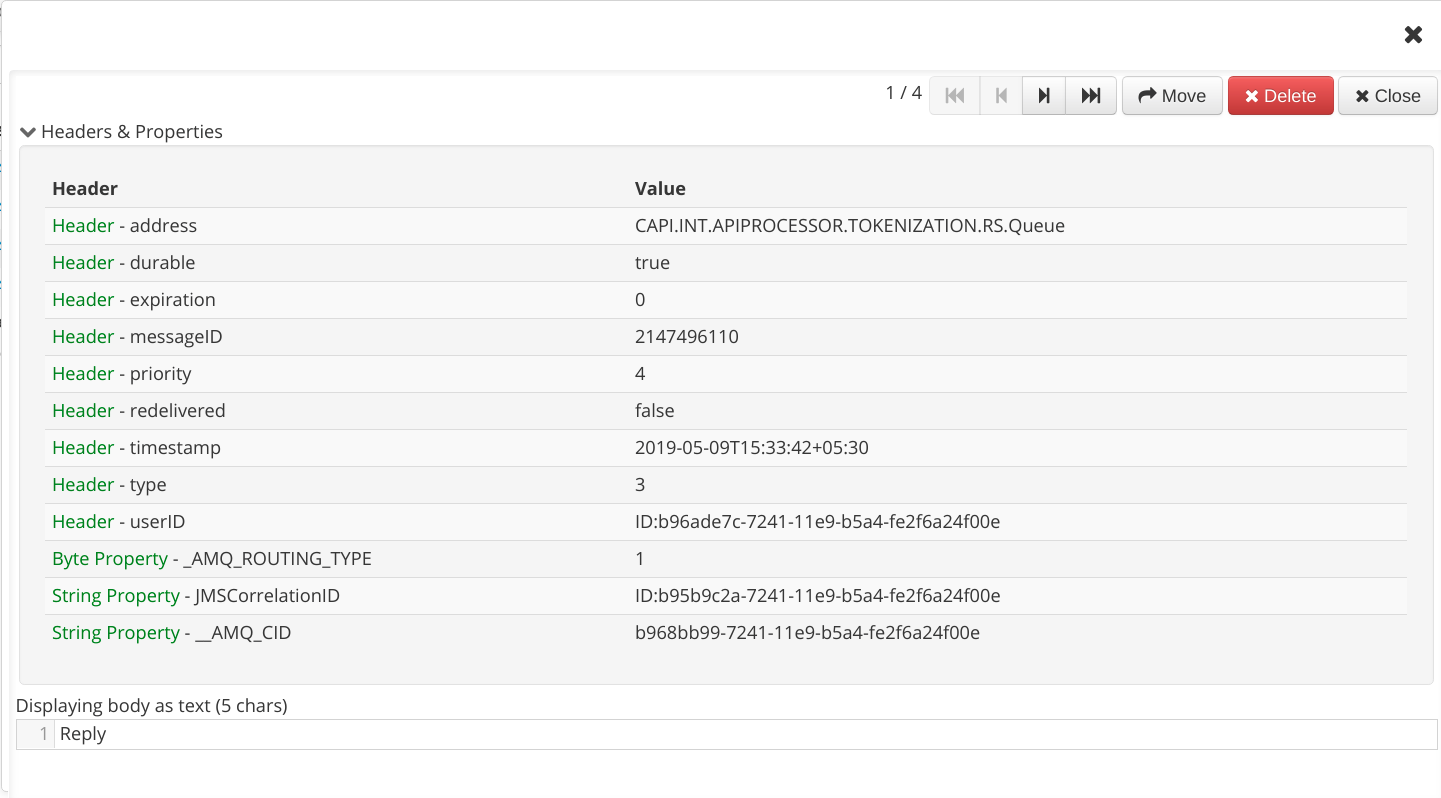 1 / 4 Move Delete Close
Headers & Properties
Header Value
Header - address CAPI.INT.APIPROCESSOR.TOKENIZATION.RS.Queue
Header - durable true
Header - expiration 0
Header - messageID 2147496110
Header - priority 4
Header - redelivered false
Header - timestamp 2019-05-09T15:33:42+05:30
Header - type 3
Header - userID ID:b96ade7c-7241-11e9-b5a4-fe2f6a24f00e
Byte Property - _AMQ_ROUTING_TYPE 1
String Property - JMSCorrelationID ID:b95b9c2a-7241-11e9-b5a4-fe2f6a24f00e
String Property - __AMQ_CID b968bb99-7241-11e9-b5a4-fe2f6a24f00e
Displaying body as text (5 chars)
1 Reply